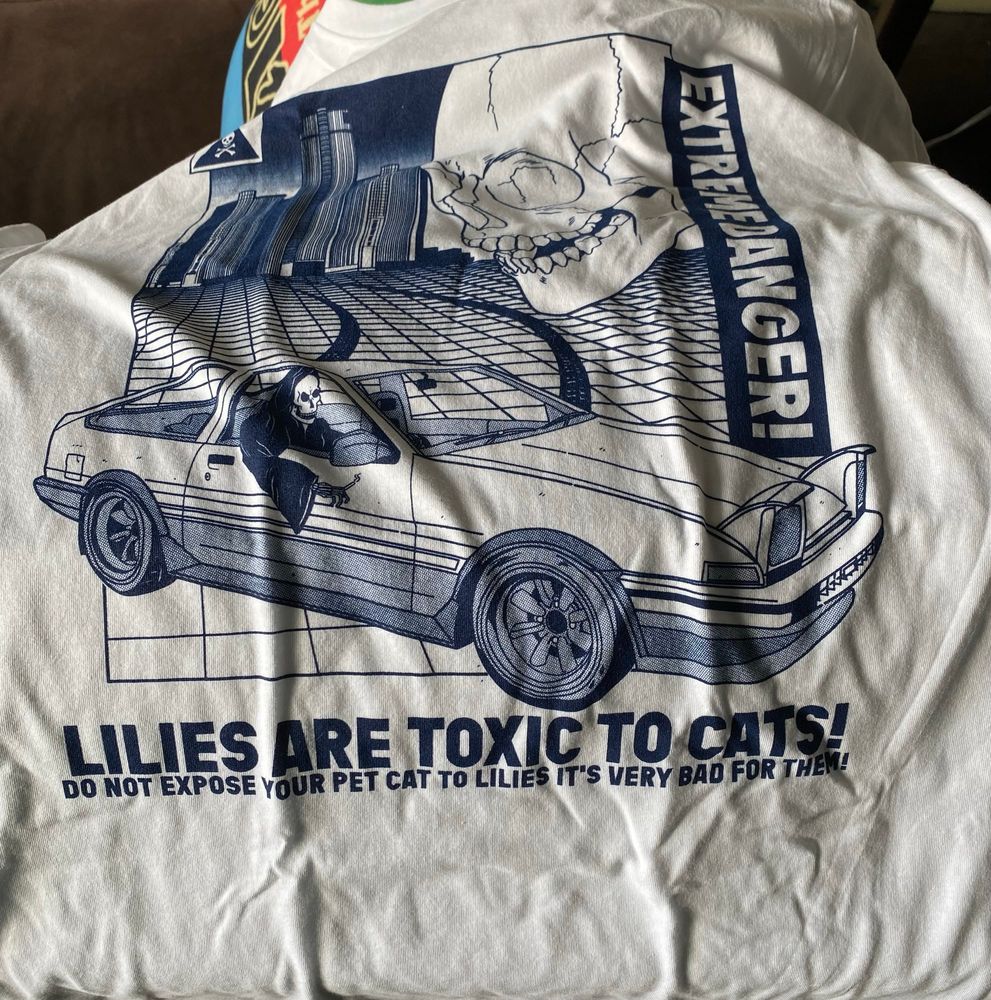 EXTREME DANGER!
LILIES ARE TOXIC TO CATS!
DO NOT EXPOSE YOUR PET CAT TO LILIES IT'S VERY BAD FOR THEM!